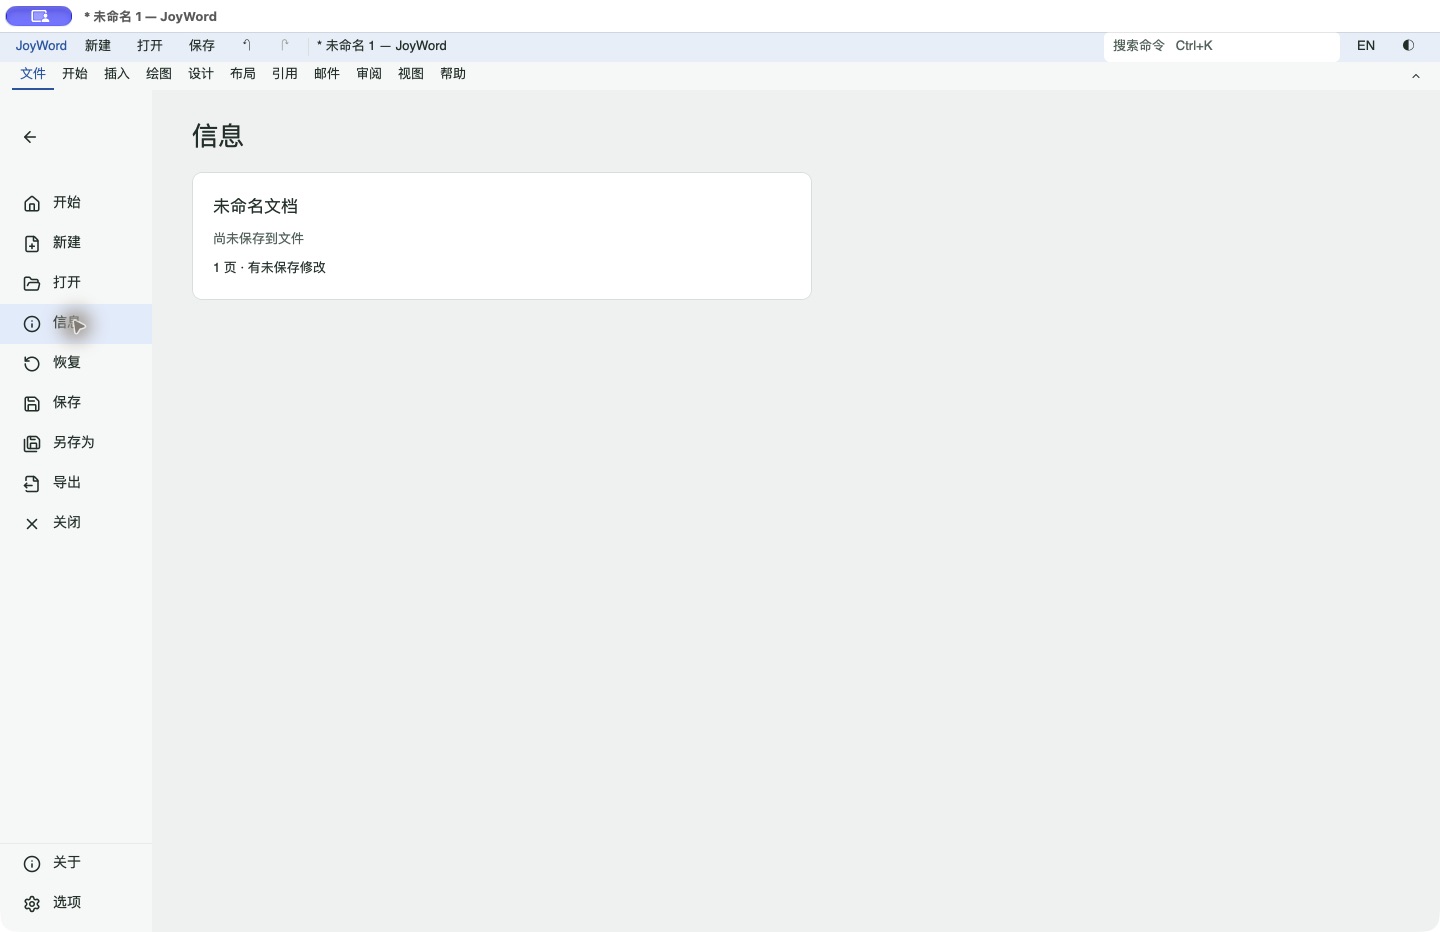 * 未命名 1 — JoyWord
JoyWord 新建 打开 保存 * 未命名 1 — JoyWord 搜索命令 Ctrl+K EN
文件 开始 插入 绘图 设计 布局 引用 邮件 审阅 视图 帮助
开始
新建
打开
信息
恢复
保存
另存为
导出
关闭
关于
选项
信息
未命名文档
尚未保存到文件
1 页 · 有未保存修改